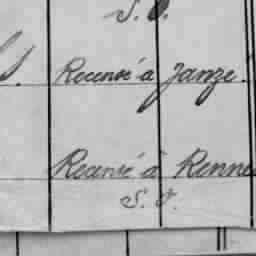 S. O.
Recensé à Janzé.
Recensé à Rennes
S. O.